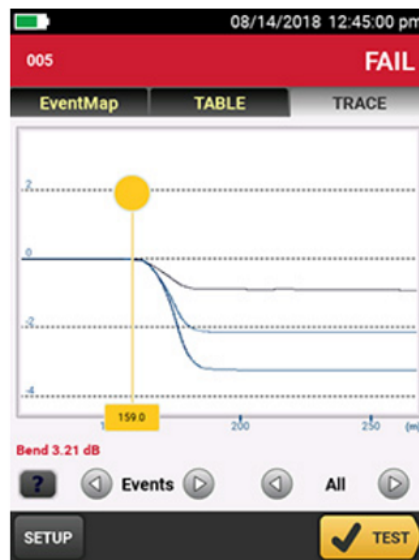 08/14/2018 12:45:00 pm
005 FAIL
EventMap TABLE TRACE
2
0
-2
-4
159.0 200 250 (m)
Bend 3.21 dB
? Events All
SETUP TEST